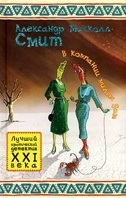 Александр Макколл-
Смит
В компании
Лучший
иронический
детектив
XXI
века